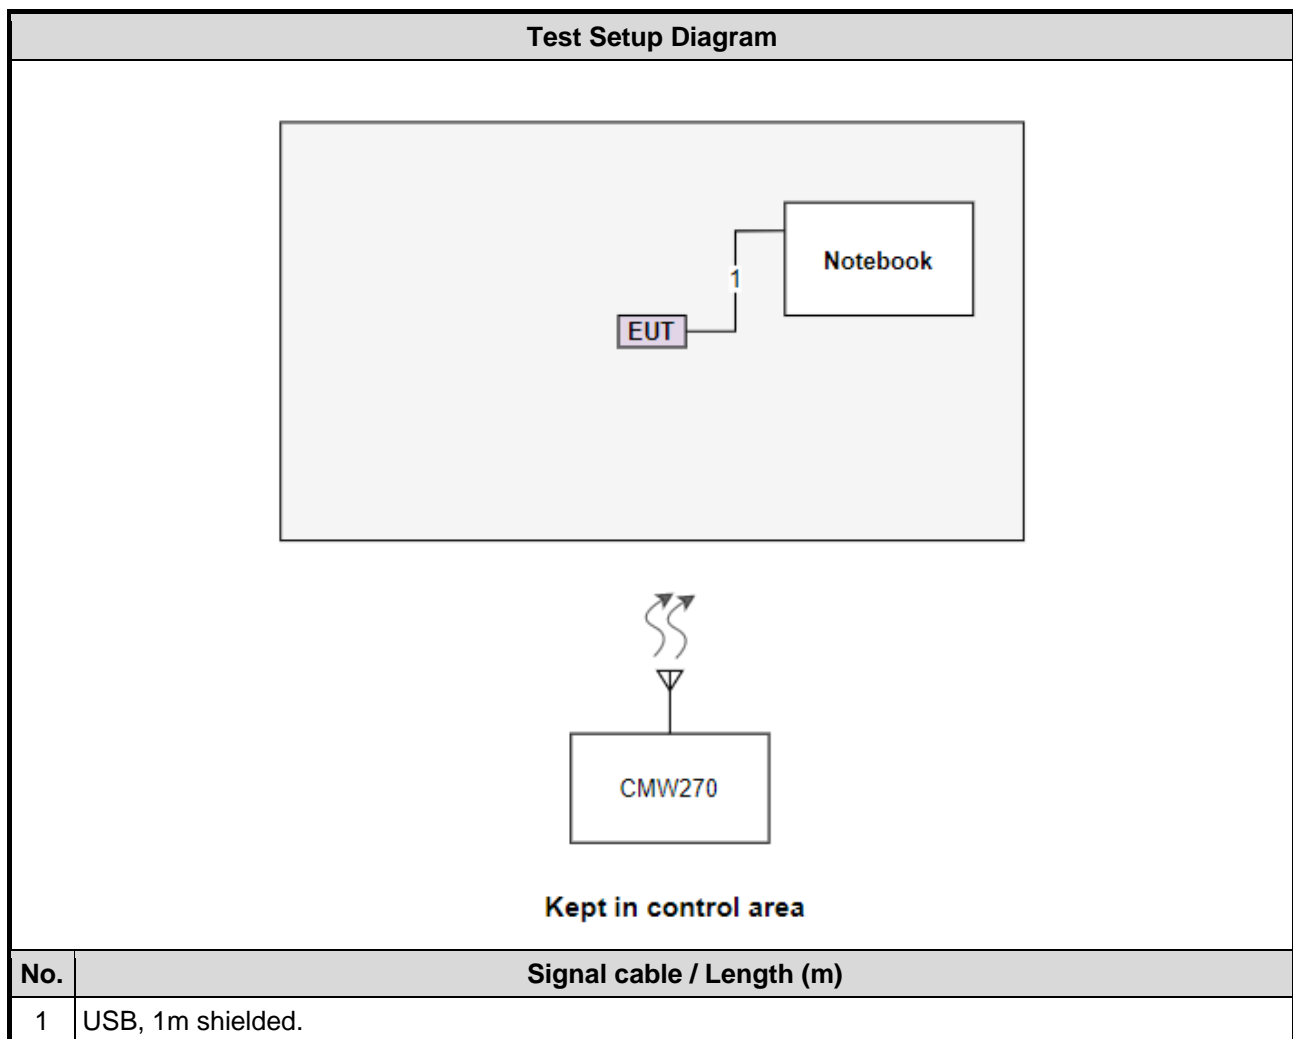 Test Setup Diagram
Notebook
1
EUT
CMW270
Kept in control area
No. Signal cable / Length (m)
1 USB, 1m shielded.